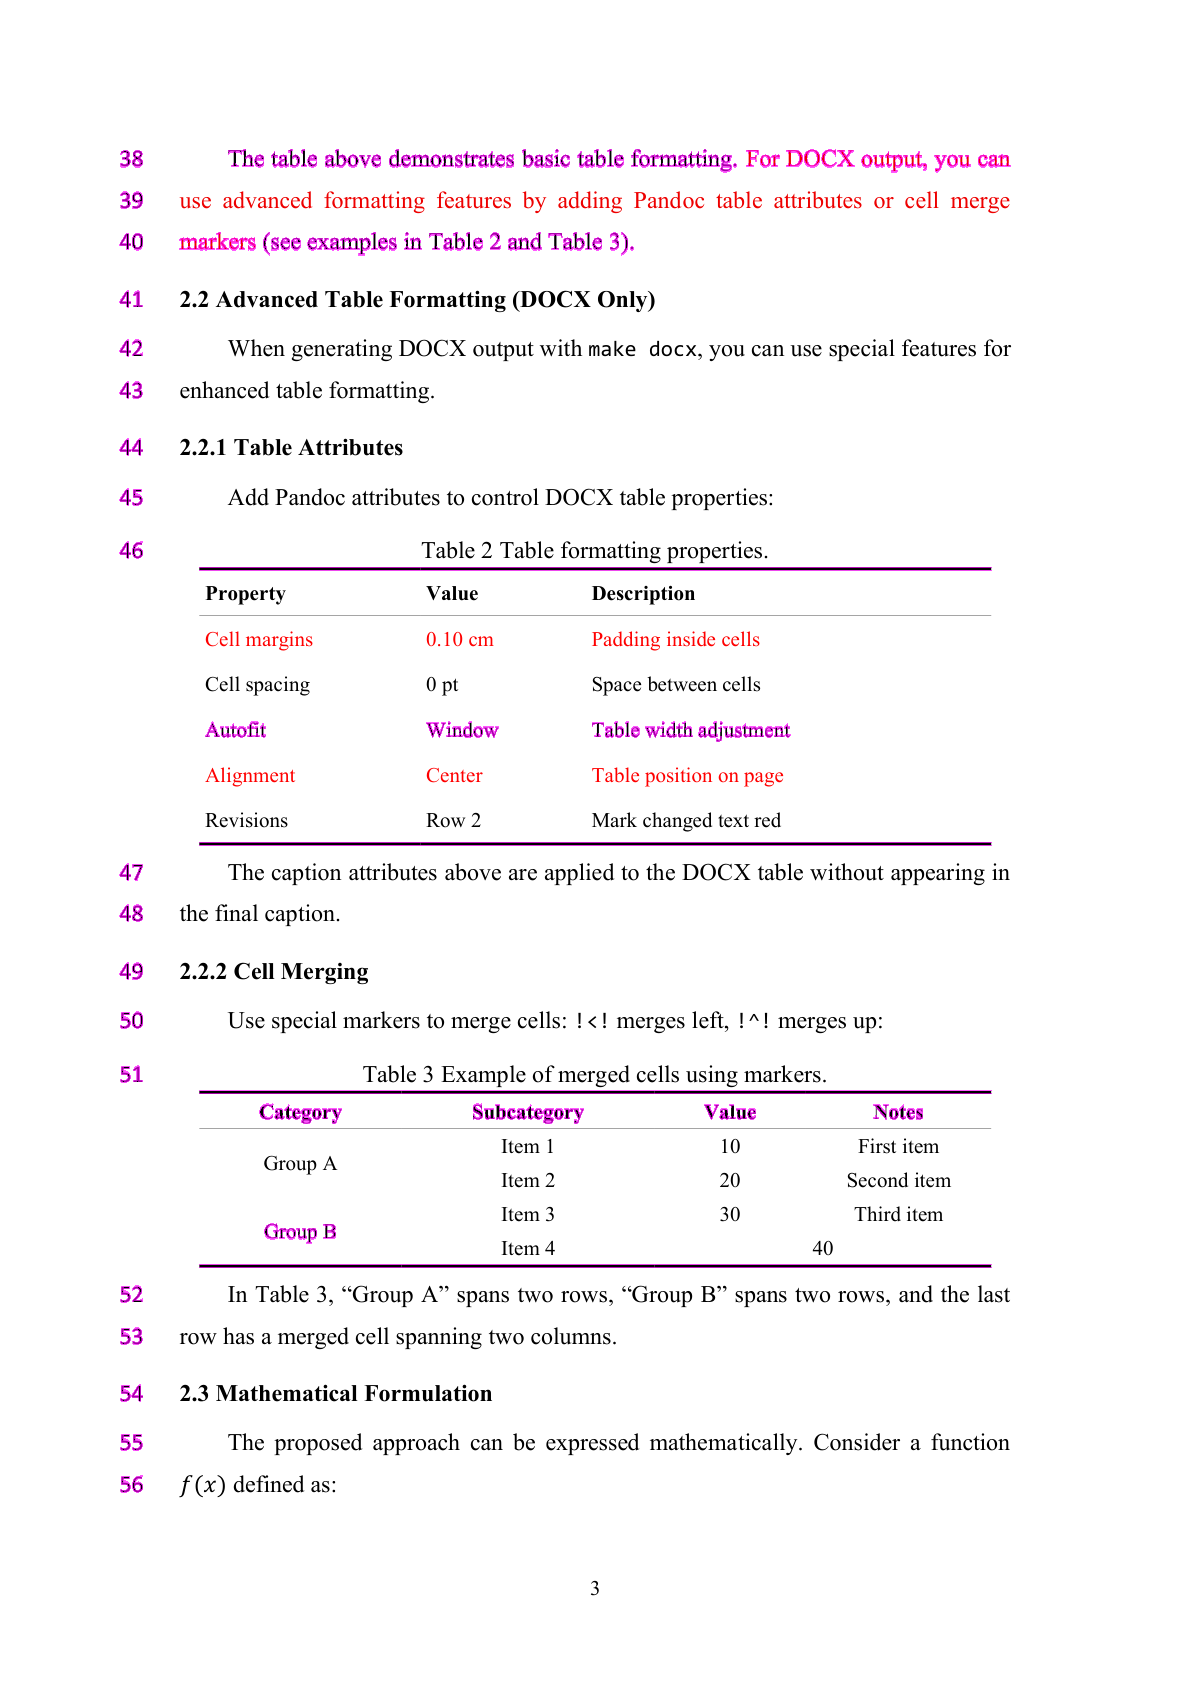 38 The table above demonstrates basic table formatting. For DOCX output, you can
39 use advanced formatting features by adding Pandoc table attributes or cell merge
40 markers (see examples in Table 2 and Table 3).
41 2.2 Advanced Table Formatting (DOCX Only)
42 When generating DOCX output with make docx, you can use special features for
43 enhanced table formatting.
44 2.2.1 Table Attributes
45 Add Pandoc attributes to control DOCX table properties:
46 Table 2 Table formatting properties.
Property Value Description
Cell margins 0.10 cm Padding inside cells
Cell spacing 0 pt Space between cells
Autofit Window Table width adjustment
Alignment Center Table position on page
Revisions Row 2 Mark changed text red
47 The caption attributes above are applied to the DOCX table without appearing in
48 the final caption.
49 2.2.2 Cell Merging
50 Use special markers to merge cells: !<! merges left, !^! merges up:
51 Table 3 Example of merged cells using markers.
Category Subcategory Value Notes
Group A Item 1 10 First item
Item 2 20 Second item
Group B Item 3 30 Third item
Item 4 40
52 In Table 3, “Group A” spans two rows, “Group B” spans two rows, and the last
53 row has a merged cell spanning two columns.
54 2.3 Mathematical Formulation
55 The proposed approach can be expressed mathematically. Consider a function
56 f(x) defined as:
3